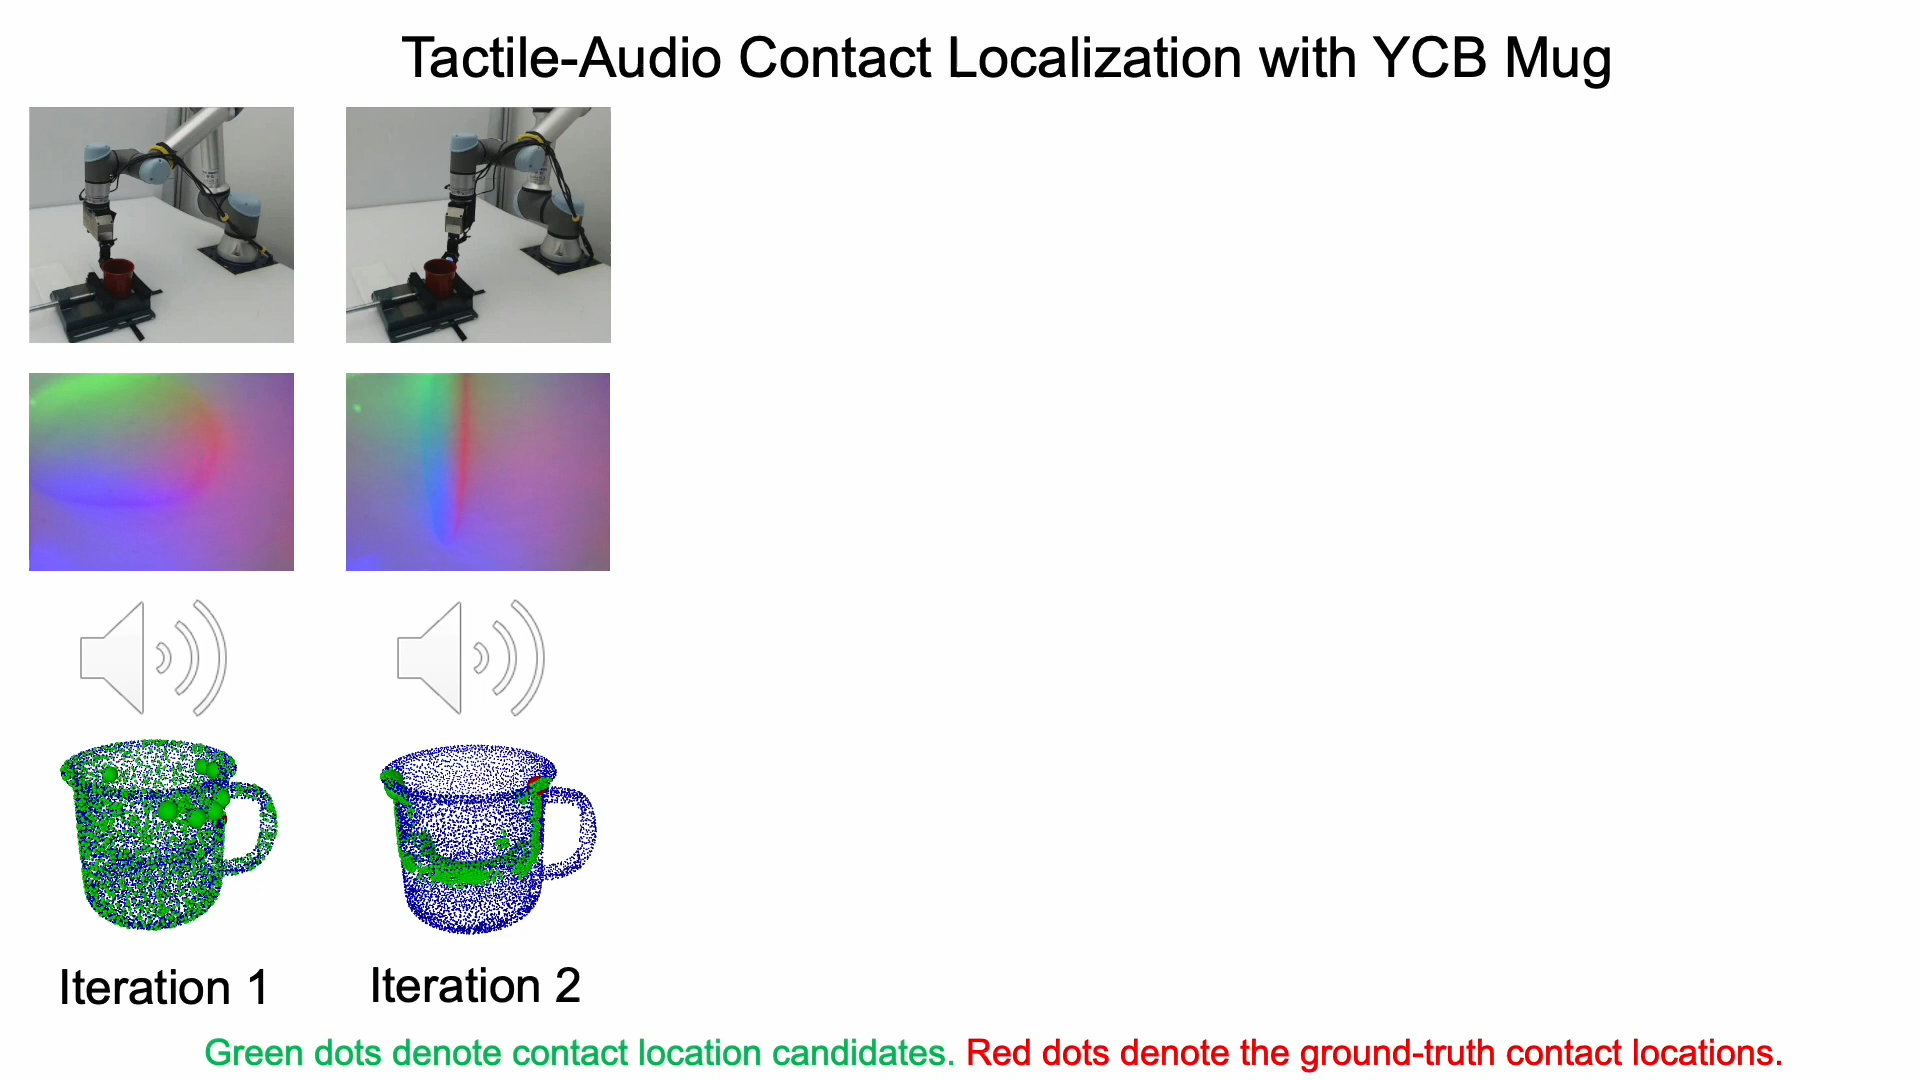 Tactile-Audio Contact Localization with YCB Mug
Iteration 1
Iteration 2
Green dots denote contact location candidates. Red dots denote the ground-truth contact locations.